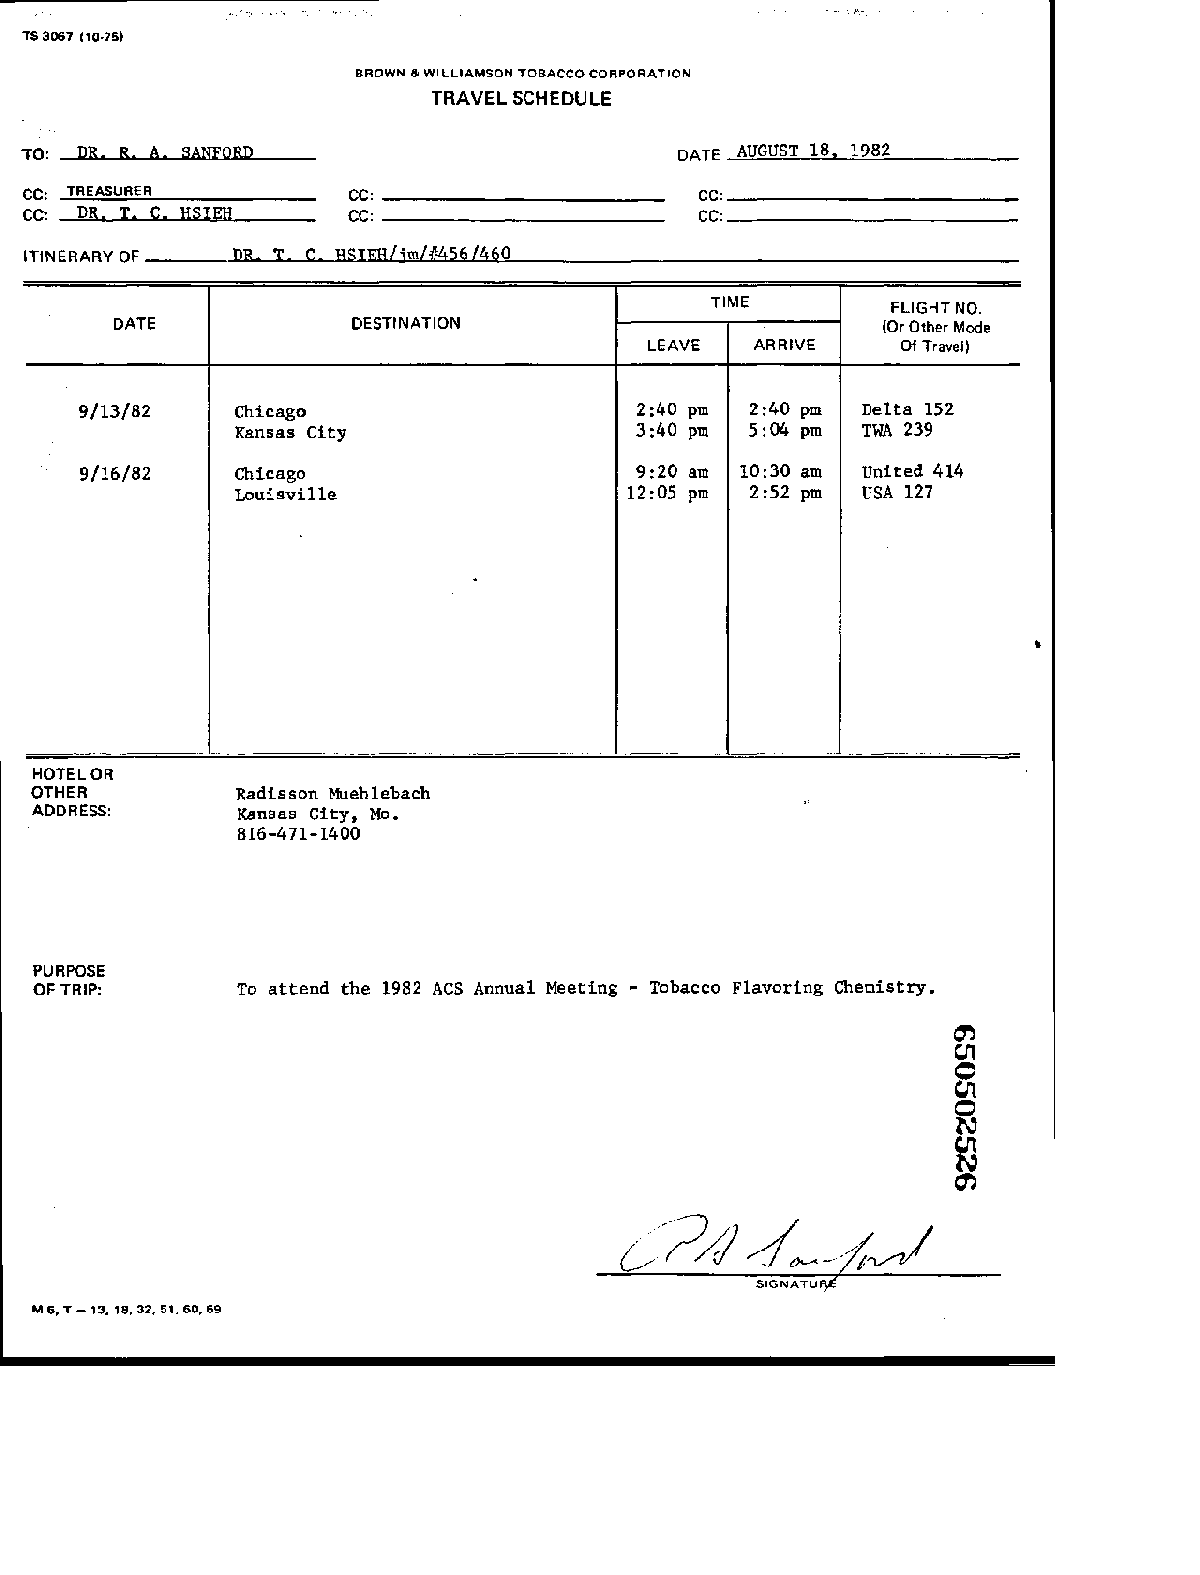 TS 3067 (10-75)
BROWN & WILLIAMSON TOBACCO CORPORATION
TRAVEL SCHEDULE
TO: DR. R. A. SANFORD DATE AUGUST 18, 1982
CC: TREASURER CC: CC:
CC: DR. T. C. HSIEH CC: CC:
ITINERARY OF DR. T. C. HSIEH/jm/#456/460
DATE DESTINATION TIME FLIGHT NO.
(Or Other Mode
LEAVE ARRIVE Of Travel)
9/13/82 Chicago 2:40 pm 2:40 pm Delta 152
Kansas City 3:40 pm 5:04 pm TWA 239
9/16/82 Chicago 9:20 am 10:30 am United 414
Louisville 12:05 pm 2:52 pm USA 127
HOTEL OR
OTHER Radisson Muehlebach
ADDRESS: Kansas City, Mo.
816-471-1400
PURPOSE
OF TRIP: To attend the 1982 ACS Annual Meeting - Tobacco Flavoring Chemistry.
650502526
RA Sanford
SIGNATURE
M 6, T – 13, 18, 32, 51, 60, 69